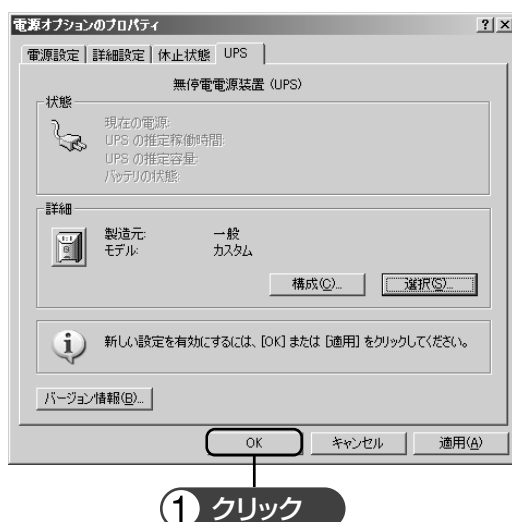 電源オプションのプロパティ ? ×
電源設定 詳細設定 休止状態 UPS
無停電電源装置 (UPS)
状態
現在の電源:
UPS の推定稼働時間:
UPS の推定容量:
バッテリの状態:
詳細
製造元: 一般
モデル: カスタム
構成(C)... 選択(S)...
新しい設定を有効にするには、[OK] または [適用] をクリックしてください。
バージョン情報(B)...
OK キャンセル 適用(A)
1 クリック